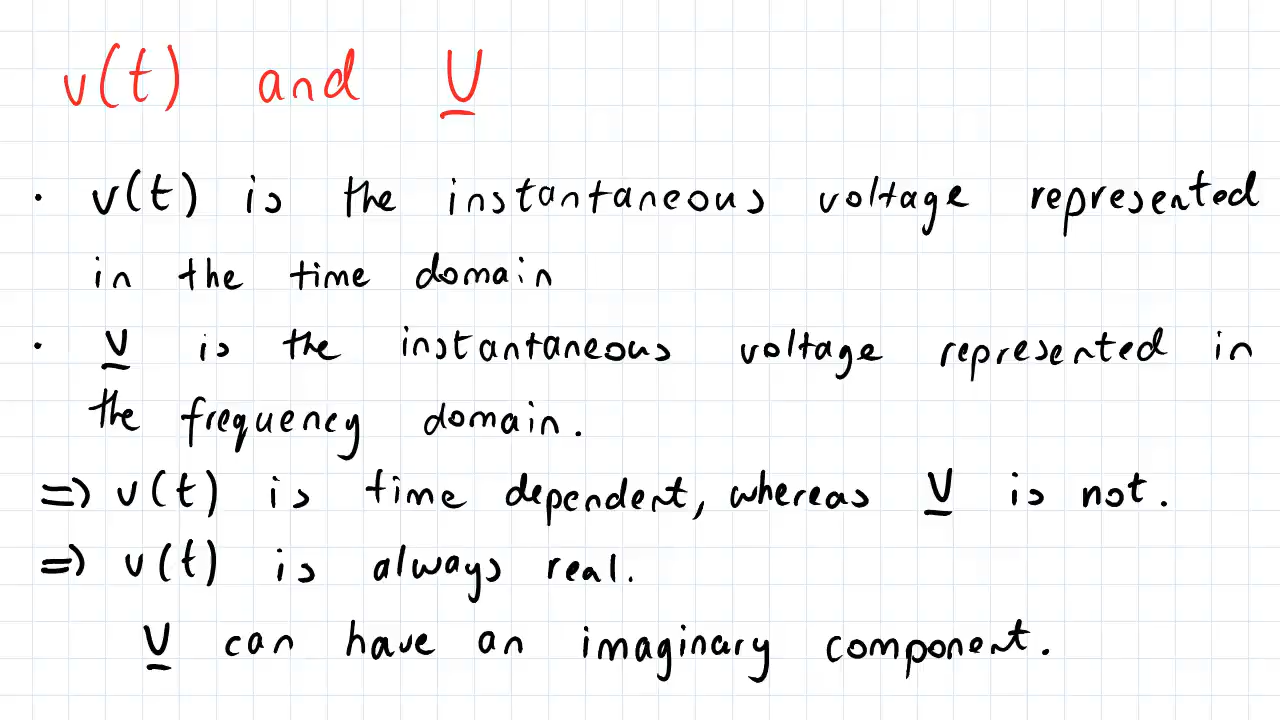 v(t) and V
· v(t) is the instantaneous voltage represented
in the time domain
· V is the instantaneous voltage represented in
the frequency domain.
=> v(t) is time dependent, whereas V is not.
=> v(t) is always real.
V can have an imaginary component.